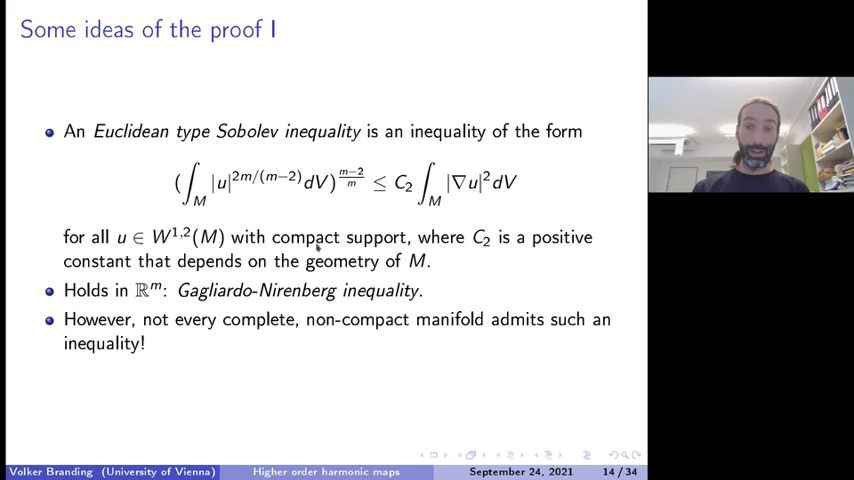 Some ideas of the proof I
An Euclidean type Sobolev inequality is an inequality of the form
(∫_M |u|^{2m/(m−2)} dV)^{\frac{m−2}{m}} ≤ C_2 ∫_M |∇u|^2 dV
for all u ∈ W^{1,2}(M) with compact support, where C_2 is a positive
constant that depends on the geometry of M.
Holds in ℝ^m: Gagliardo-Nirenberg inequality.
However, not every complete, non-compact manifold admits such an
inequality!
Volker Branding (University of Vienna) Higher order harmonic maps September 24, 2021 14 / 34